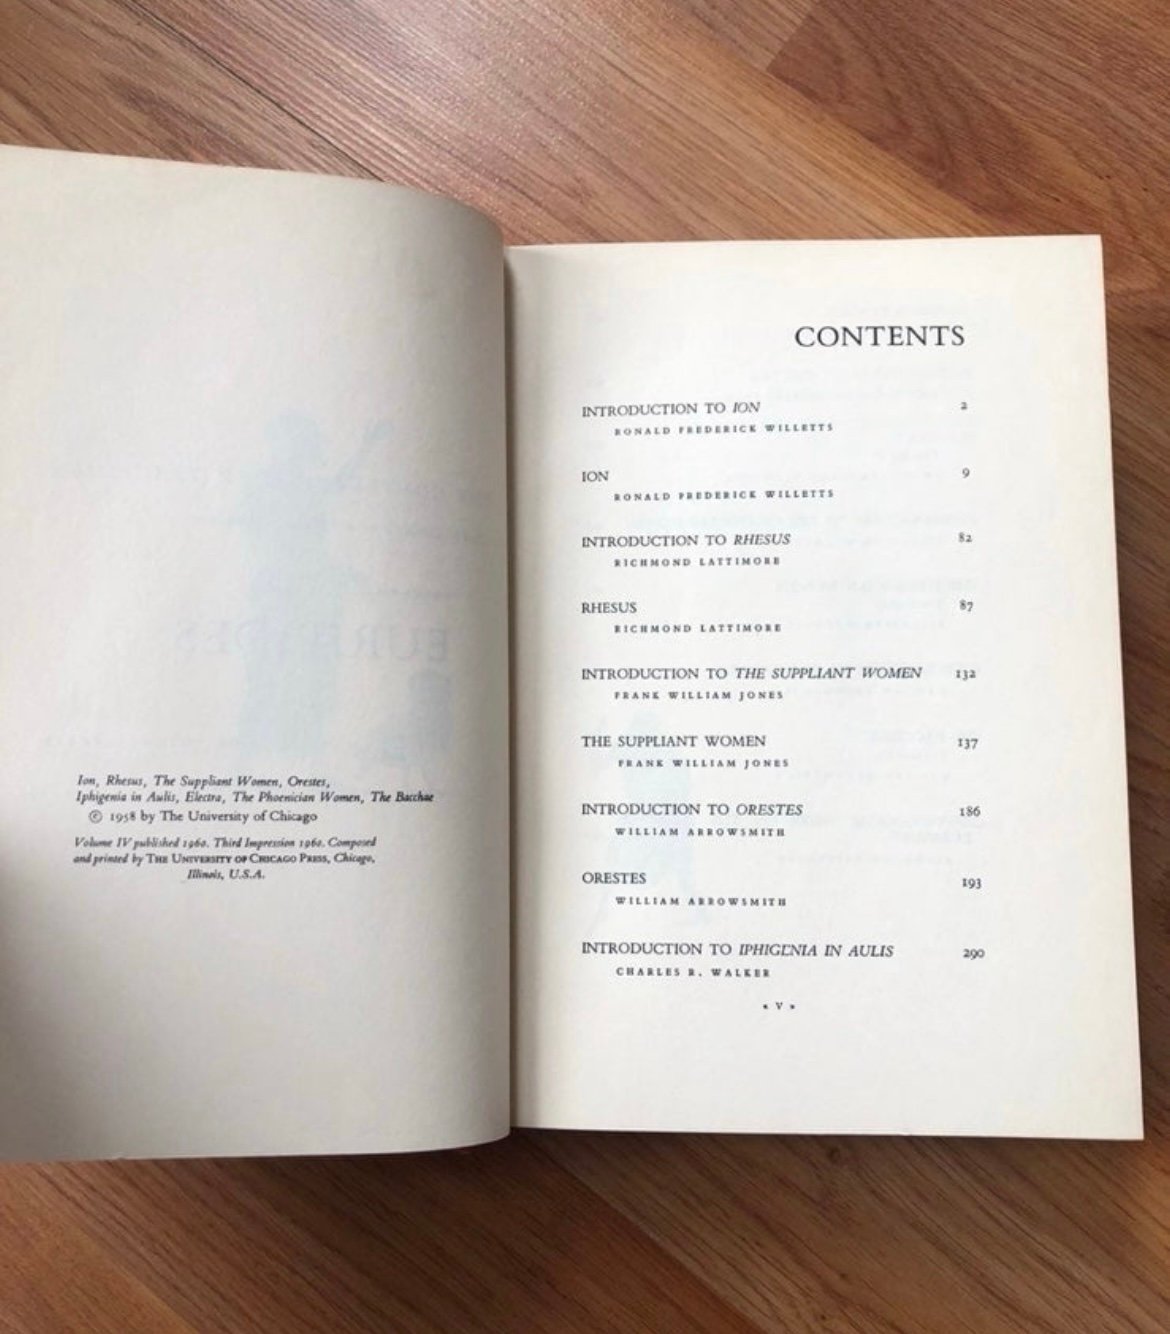 Ion, Rhesus, The Suppliant Women, Orestes,
Iphigenia in Aulis, Electra, The Phoenician Women, The Bacchae
© 1958 by The University of Chicago
Volume IV published 1960. Third Impression 1960. Composed
and printed by THE UNIVERSITY OF CHICAGO PRESS, Chicago,
Illinois, U.S.A.
CONTENTS
INTRODUCTION TO ION 2
RONALD FREDERICK WILLETTS
ION 9
RONALD FREDERICK WILLETTS
INTRODUCTION TO RHESUS 82
RICHMOND LATTIMORE
RHESUS 87
RICHMOND LATTIMORE
INTRODUCTION TO THE SUPPLIANT WOMEN 132
FRANK WILLIAM JONES
THE SUPPLIANT WOMEN 137
FRANK WILLIAM JONES
INTRODUCTION TO ORESTES 186
WILLIAM ARROWSMITH
ORESTES 193
WILLIAM ARROWSMITH
INTRODUCTION TO IPHIGENIA IN AULIS 290
CHARLES R. WALKER
« V »